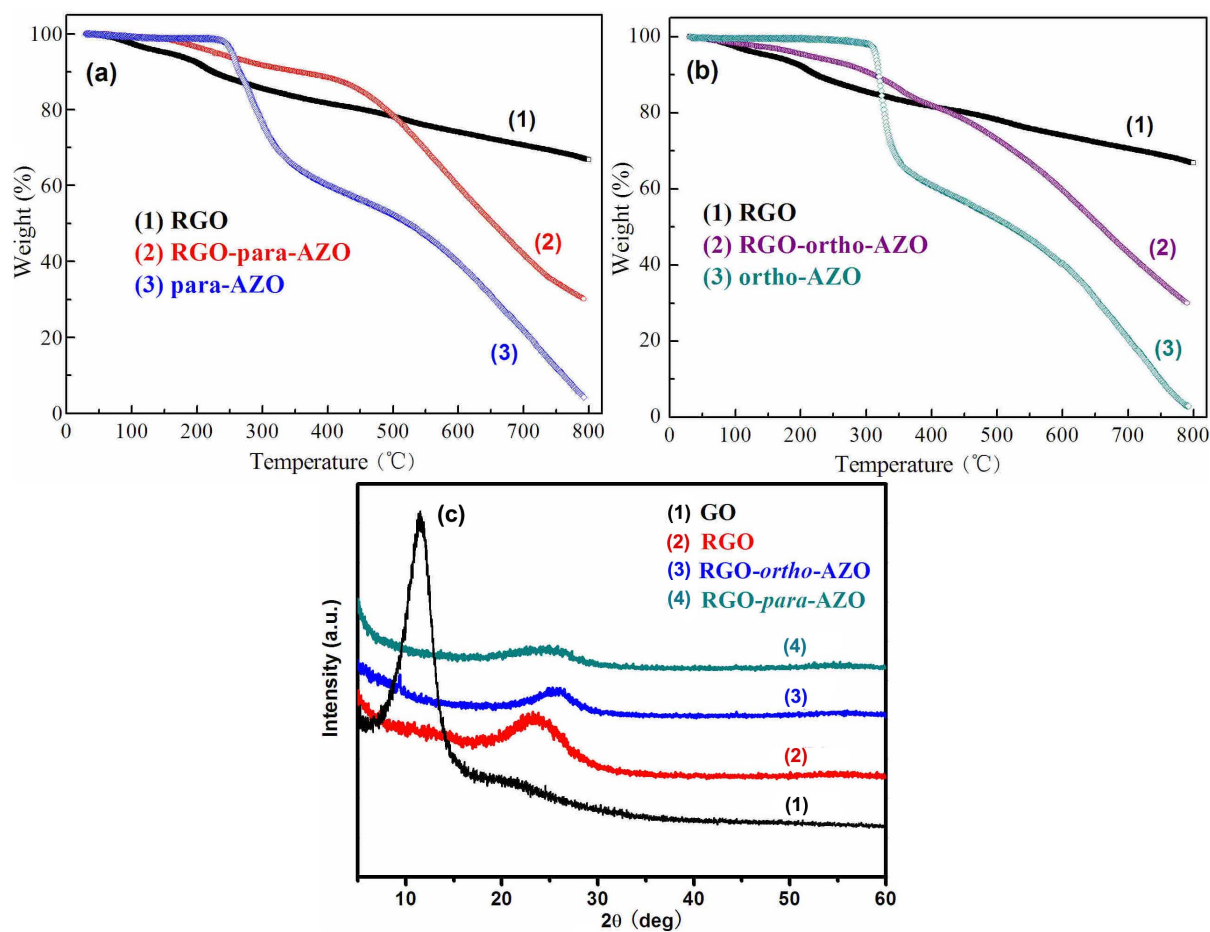 (a)
100
80
60
40
20
0
Weight (%)
(1)
(2)
(3)
(1) RGO
(2) RGO-para-AZO
(3) para-AZO
0 100 200 300 400 500 600 700 800
Temperature (℃)
(b)
100
80
60
40
20
0
Weight (%)
(1)
(2)
(3)
(1) RGO
(2) RGO-ortho-AZO
(3) ortho-AZO
0 100 200 300 400 500 600 700 800
Temperature (℃)
(c)
(1) GO
(2) RGO
(3) RGO-ortho-AZO
(4) RGO-para-AZO
(4)
(3)
(2)
(1)
Intensity (a.u.)
10 20 30 40 50 60
2θ (deg)